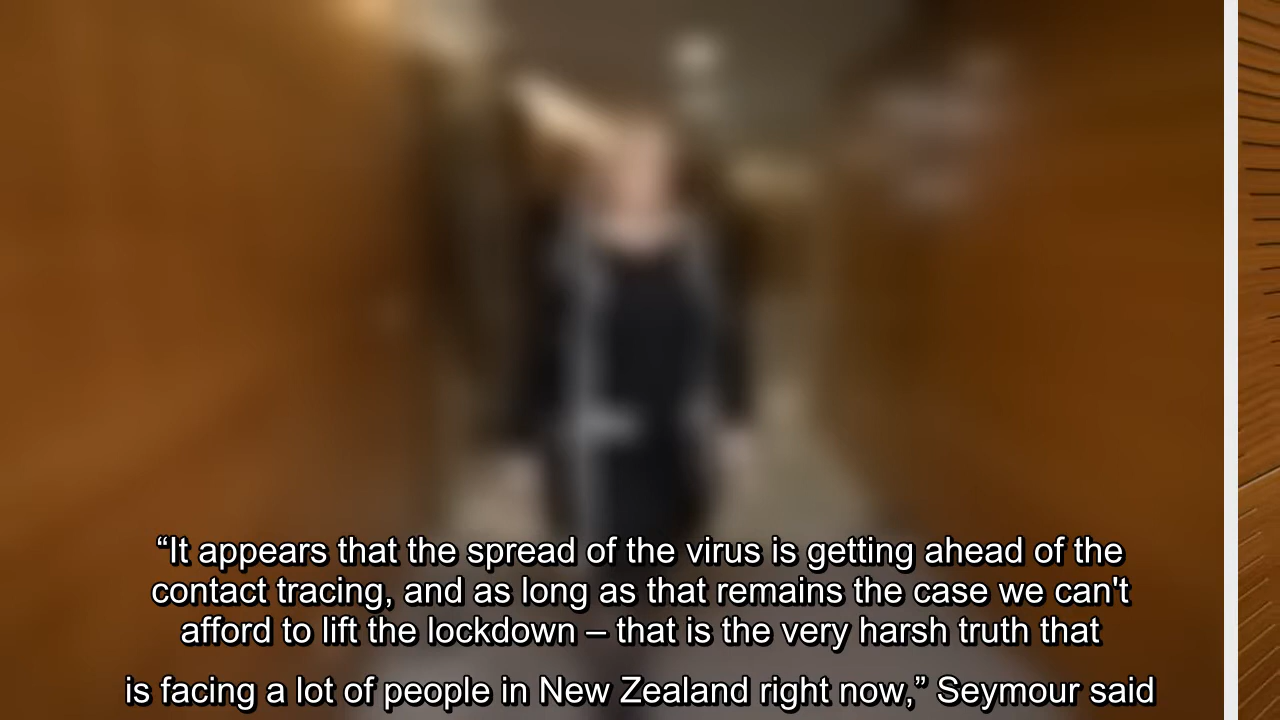 “It appears that the spread of the virus is getting ahead of the
contact tracing, and as long as that remains the case we can't
afford to lift the lockdown – that is the very harsh truth that
is facing a lot of people in New Zealand right now,” Seymour said